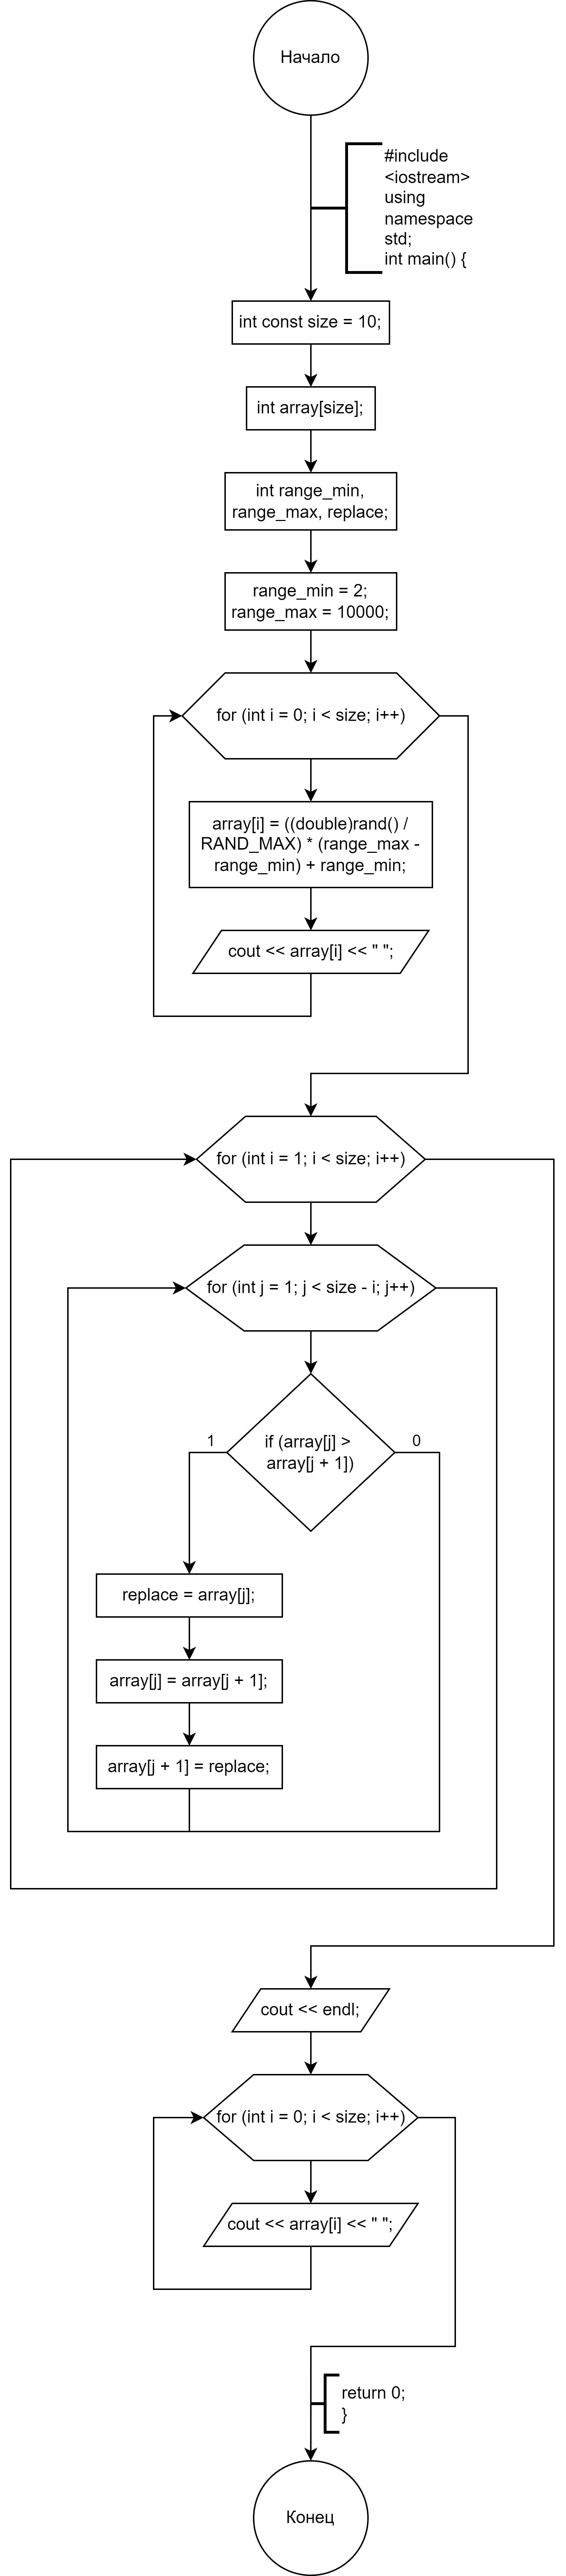 Начало
#include
<iostream>
using
namespace
std;
int main() {
int const size = 10;
int array[size];
int range_min,
range_max, replace;
range_min = 2;
range_max = 10000;
for (int i = 0; i < size; i++)
array[i] = ((double)rand() /
RAND_MAX) * (range_max -
range_min) + range_min;
cout << array[i] << " ";
for (int i = 1; i < size; i++)
for (int j = 1; j < size - i; j++)
if (array[j] >
array[j + 1])
1
0
replace = array[j];
array[j] = array[j + 1];
array[j + 1] = replace;
cout << endl;
for (int i = 0; i < size; i++)
cout << array[i] << " ";
return 0;
}
Конец